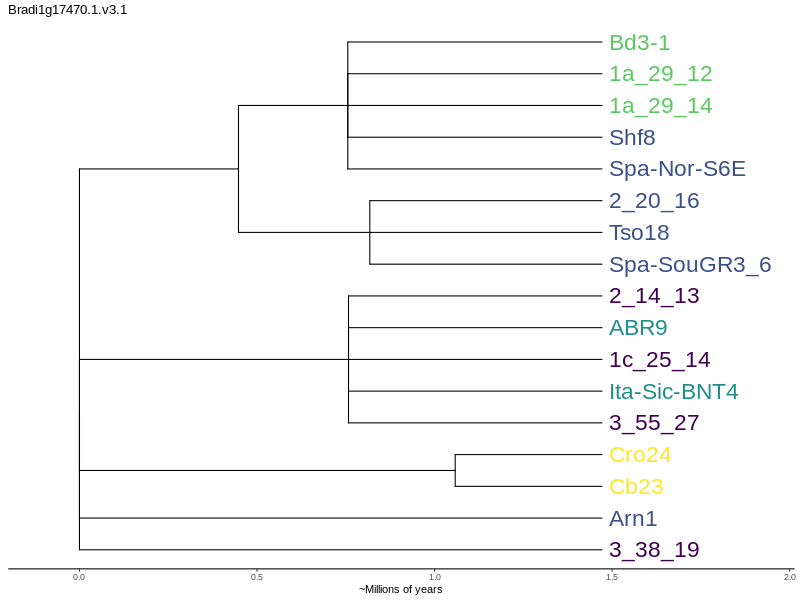 Bradi1g17470.1.v3.1
Bd3-1
1a_29_12
1a_29_14
Shf8
Spa-Nor-S6E
2_20_16
Tso18
Spa-SouGR3_6
2_14_13
ABR9
1c_25_14
Ita-Sic-BNT4
3_55_27
Cro24
Cb23
Arn1
3_38_19
0.0 0.5 1.0 1.5 2.0
~Millions of years